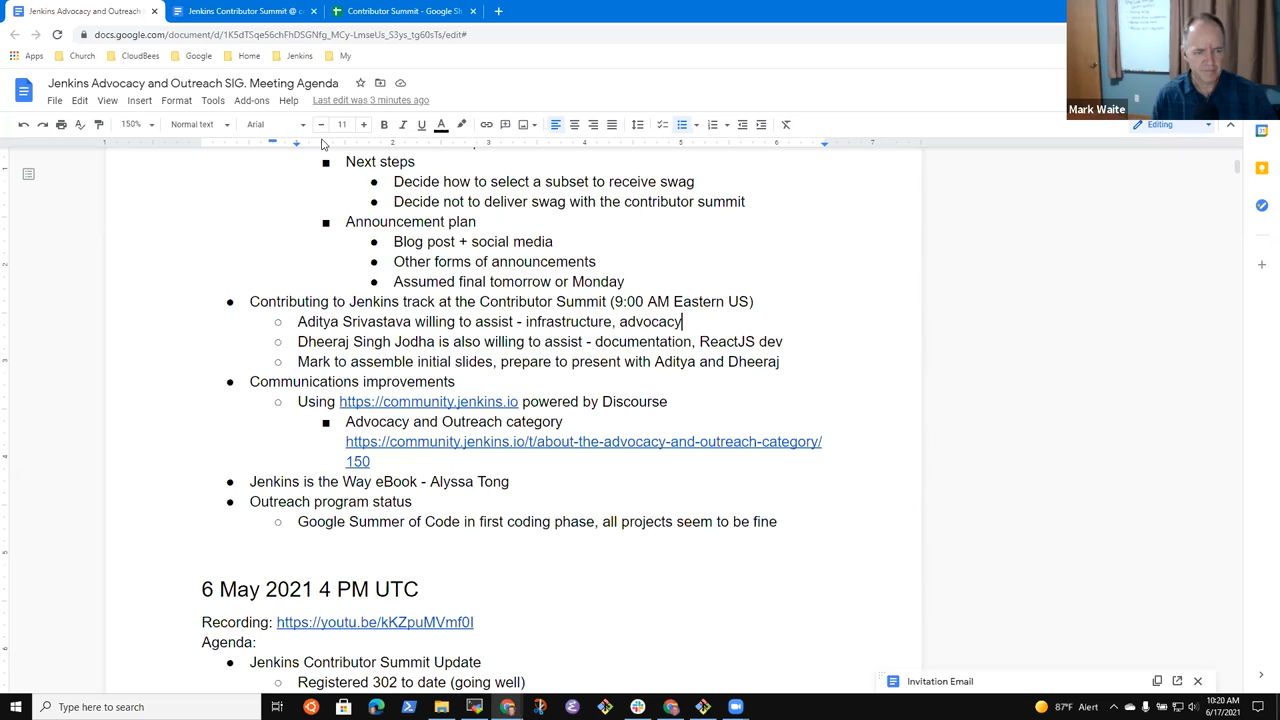 Jenkins Advocacy and Outreach
Jenkins Contributor Summit @ c
Contributor Summit - Google Sh
Apps
Church
CloudBees
Google
Home
Jenkins
My
Mark Waite
Jenkins Advocacy and Outreach SIG. Meeting Agenda
File Edit View Insert Format Tools Add-ons Help Last edit was 3 minutes ago
150% Normal text Arial 11 Editing
1 2 3 4 5 6 7
■ Next steps
● Decide how to select a subset to receive swag
● Decide not to deliver swag with the contributor summit
■ Announcement plan
● Blog post + social media
● Other forms of announcements
● Assumed final tomorrow or Monday
● Contributing to Jenkins track at the Contributor Summit (9:00 AM Eastern US)
○ Aditya Srivastava willing to assist - infrastructure, advocacy
○ Dheeraj Singh Jodha is also willing to assist - documentation, ReactJS dev
○ Mark to assemble initial slides, prepare to present with Aditya and Dheeraj
● Communications improvements
○ Using https://community.jenkins.io powered by Discourse
■ Advocacy and Outreach category
https://community.jenkins.io/t/about-the-advocacy-and-outreach-category/
150
● Jenkins is the Way eBook - Alyssa Tong
● Outreach program status
○ Google Summer of Code in first coding phase, all projects seem to be fine
6 May 2021 4 PM UTC
Recording: https://youtu.be/kKZpuMVmf0I
Agenda:
● Jenkins Contributor Summit Update
○ Registered 302 to date (going well)
Invitation Email
Type here to search
87°F Alert
10:20 AM
6/17/2021